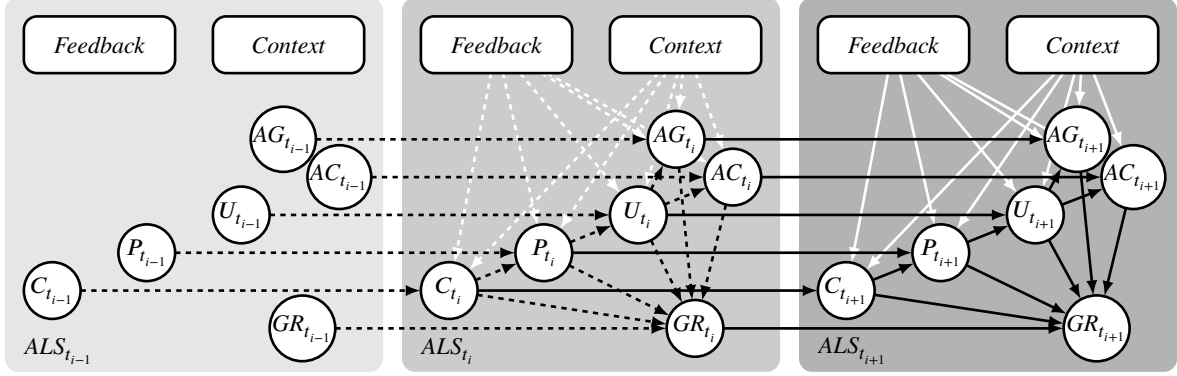 Feedback Context Feedback Context Feedback Context
AG_{t_{i−1}} AG_{t_i} AG_{t_{i+1}}
AC_{t_{i−1}} AC_{t_i} AC_{t_{i+1}}
U_{t_{i−1}} U_{t_i} U_{t_{i+1}}
P_{t_{i−1}} P_{t_i} P_{t_{i+1}}
C_{t_{i−1}} C_{t_i} C_{t_{i+1}}
GR_{t_{i−1}} GR_{t_i} GR_{t_{i+1}}
ALS_{t_{i−1}} ALS_{t_i} ALS_{t_{i+1}}